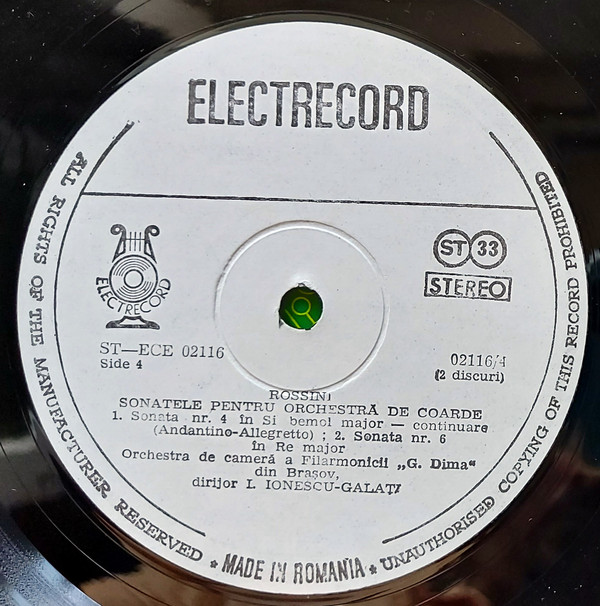 ELECTRECORD
ELECTRECORD
ST 33
STEREO
ST—ECE 02116
Side 4
02116/4
(2 discuri)
ROSSINI
SONATELE PENTRU ORCHESTRĂ DE COARDE
1. Sonata nr. 4 în Si bemol major — continuare
(Andantino-Allegretto) ; 2. Sonata nr. 6
în Re major
Orchestra de cameră a Filarmonicii „G. Dima“
din Brașov,
dirijor I. IONESCU-GALAȚI
ALL RIGHTS OF THE MANUFACTURER RESERVED * MADE IN ROMANIA * UNAUTHORISED COPYING OF THIS RECORD PROHIBITED